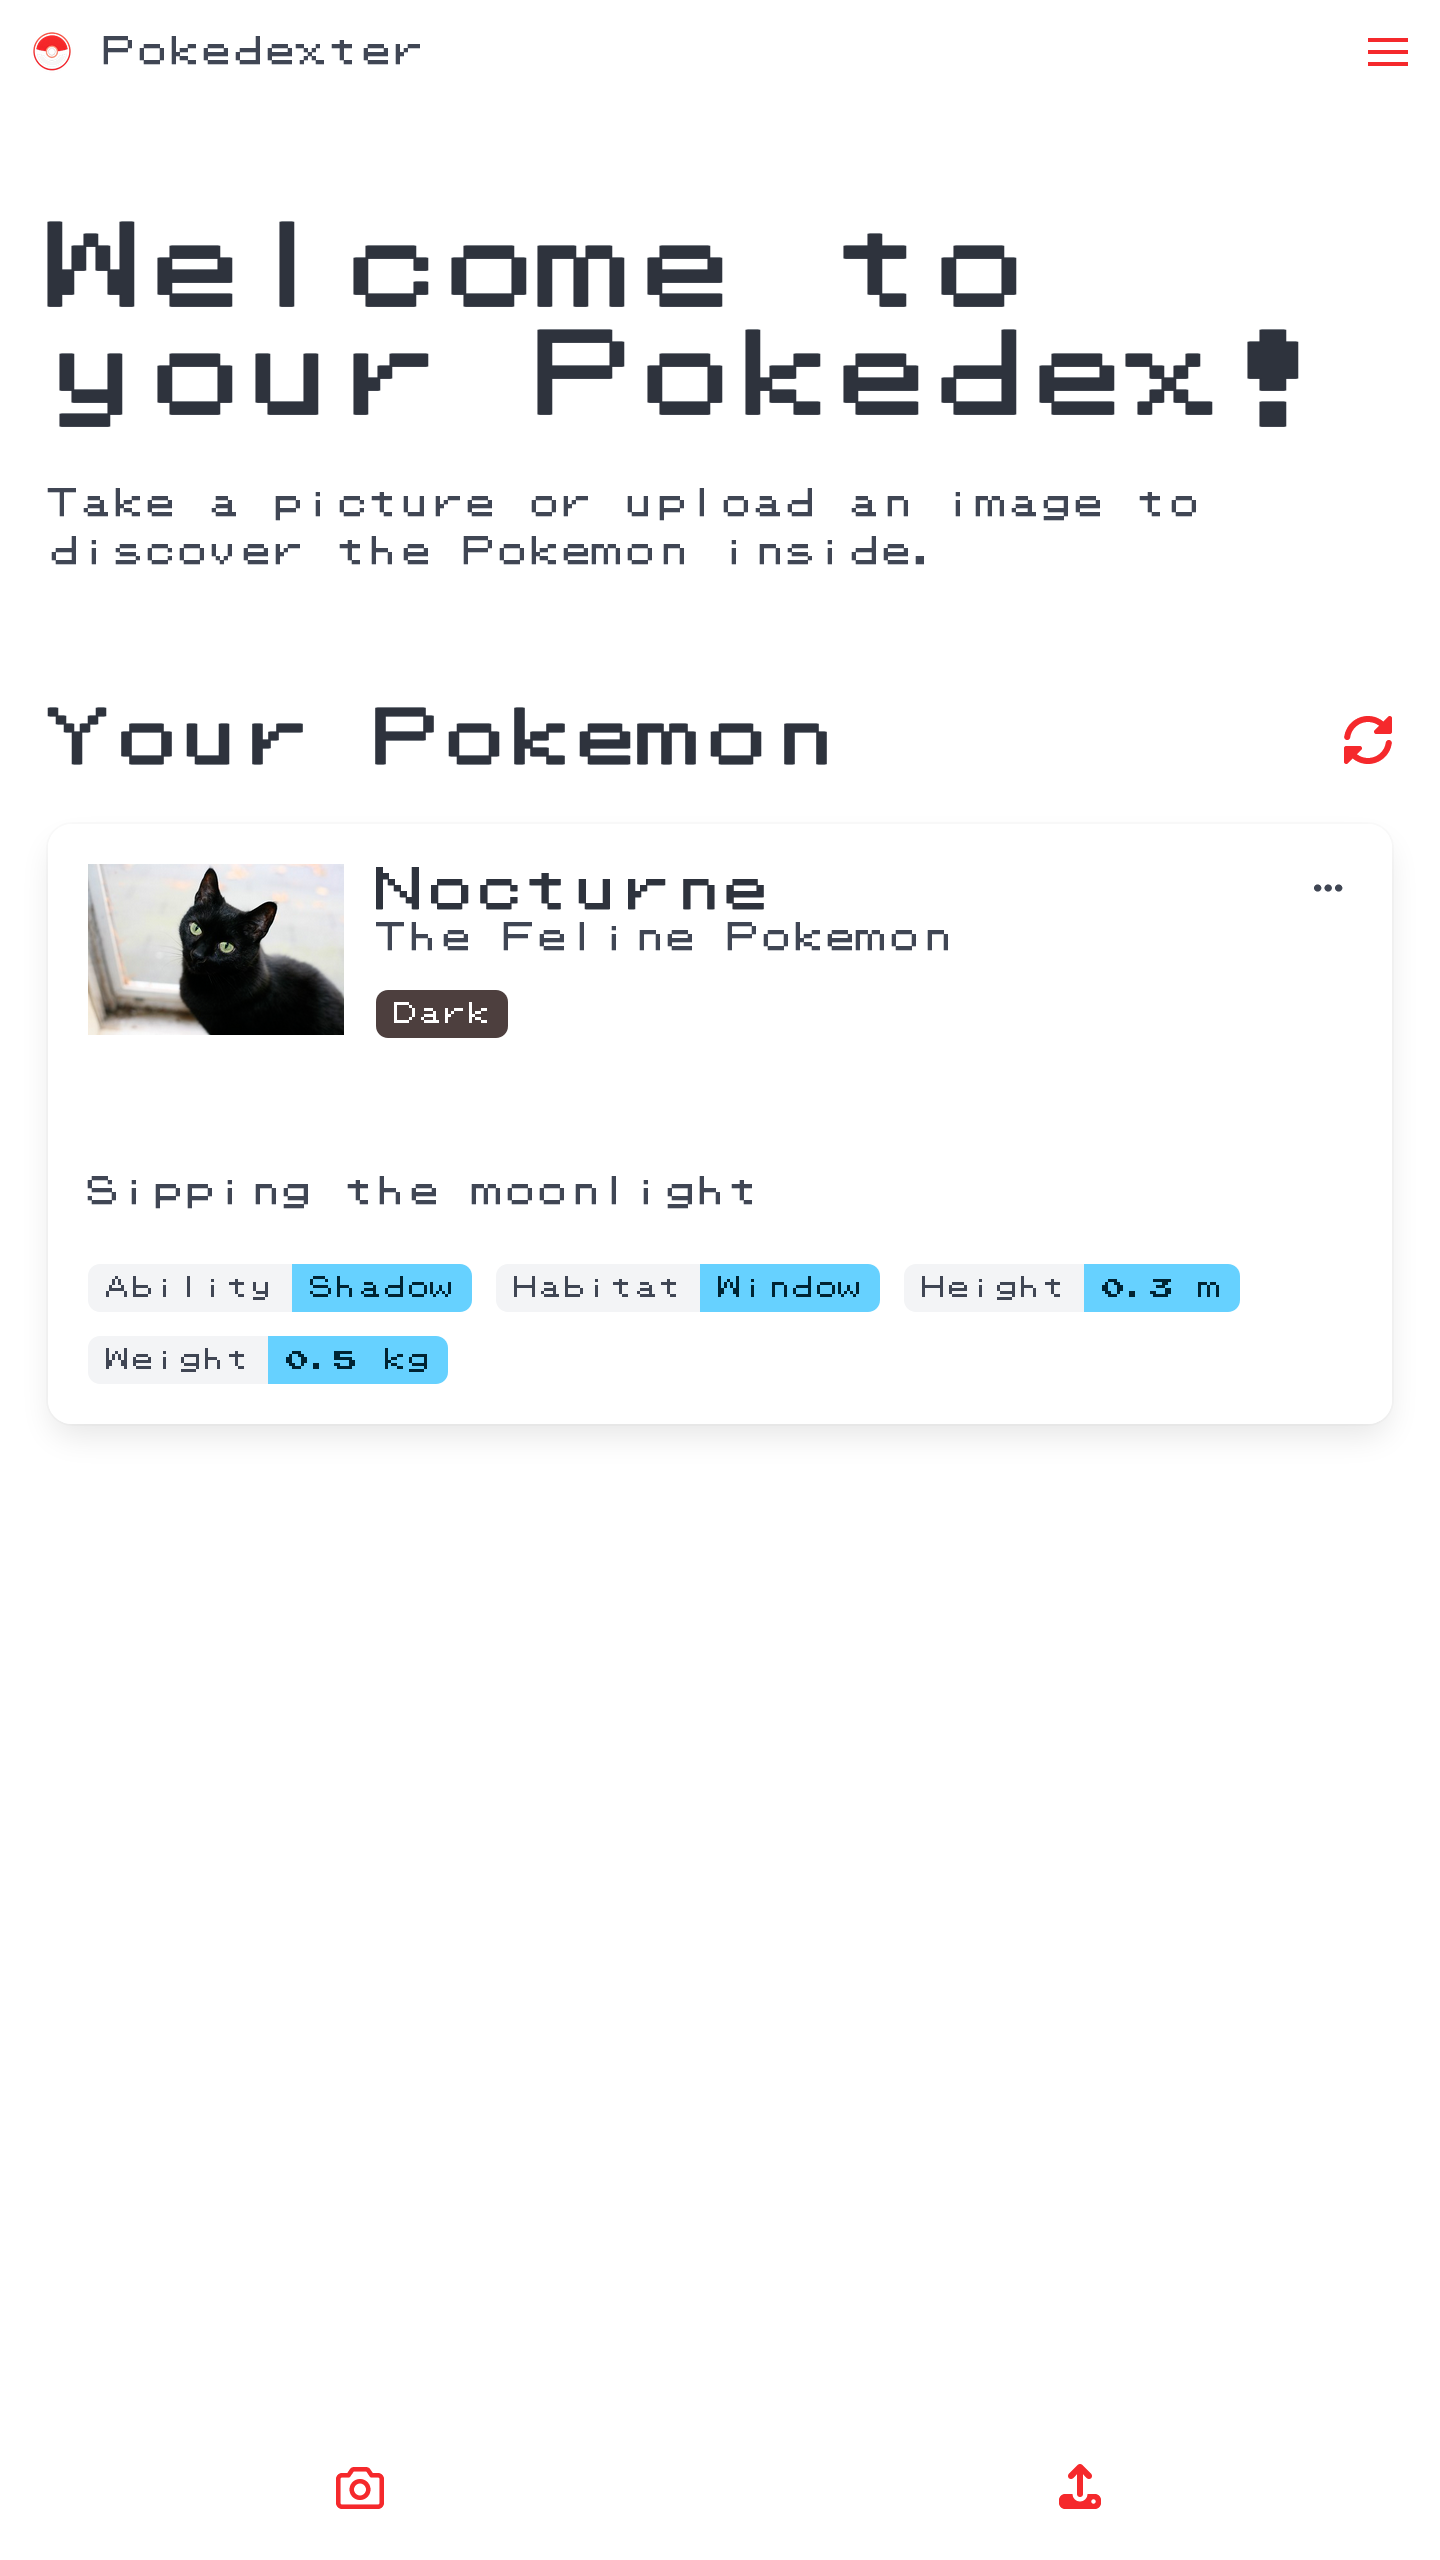 Pokedexter
Welcome to
your Pokedex!
Take a picture or upload an image to
discover the Pokemon inside.
Your Pokemon
Nocturne
The Feline Pokemon
Dark
Sipping the moonlight
Ability Shadow Habitat Window Height 0.3 m
Weight 0.5 kg